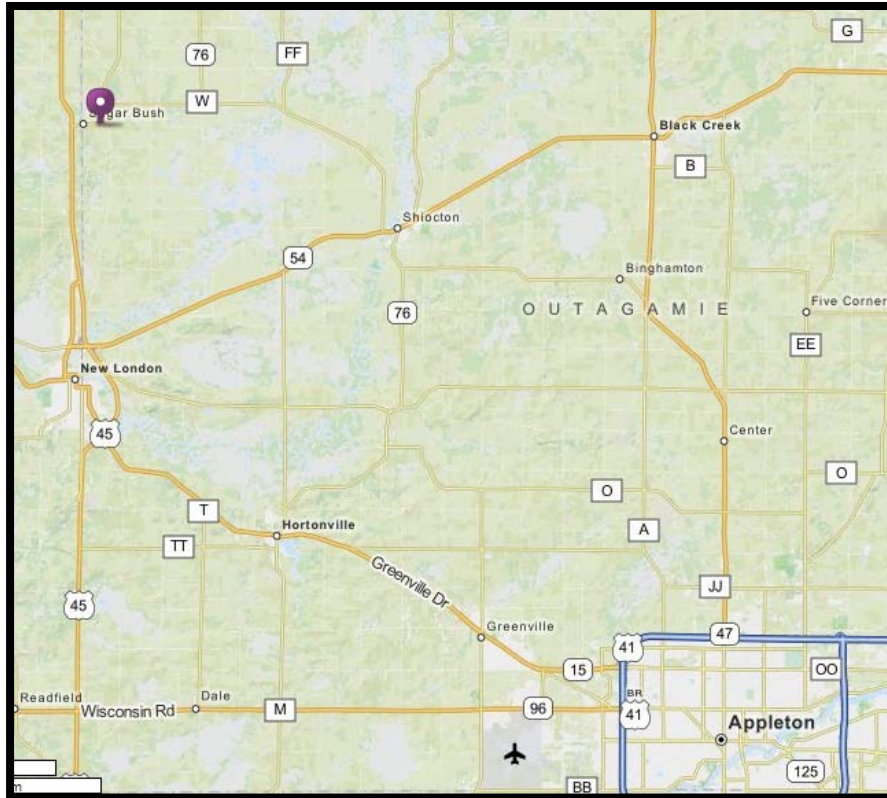 G
76
FF
W
Sugar Bush
Black Creek
B
Shiocton
54
Binghamton
76
OUTAGAMIE
Five Corner
EE
New London
45
Center
O
O
T
Hortonville
A
TT
Greenville Dr
JJ
45
Greenville
47
41
15
OO
Readfield
Dale
BR
41
Wisconsin Rd
M
96
Appleton
125
BB
m